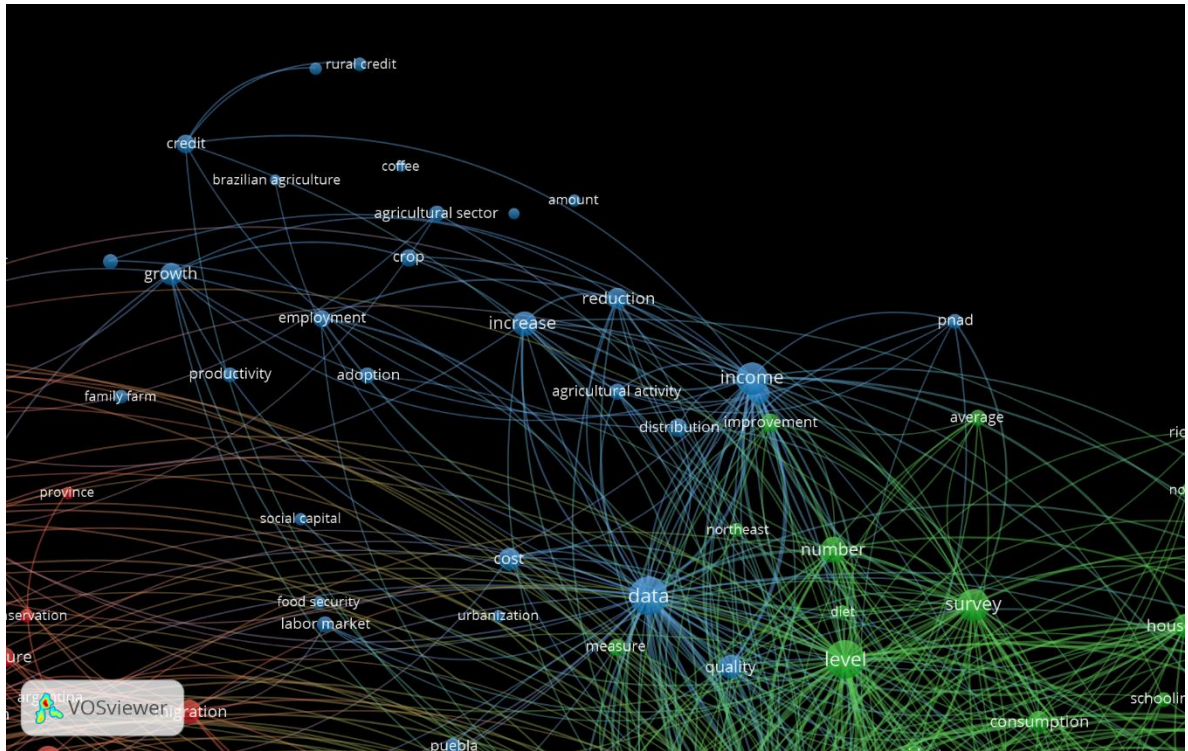 rural credit
credit
coffee
brazilian agriculture
amount
agricultural sector
crop
growth
reduction
employment
increase
pnad
productivity
adoption
income
agricultural activity
family farm
average
improvement
distribution
province
social capital
northeast
number
cost
data
food security
survey
diet
urbanization
labor market
measure
level
quality
argentina
VOSviewer
consumption
puebla